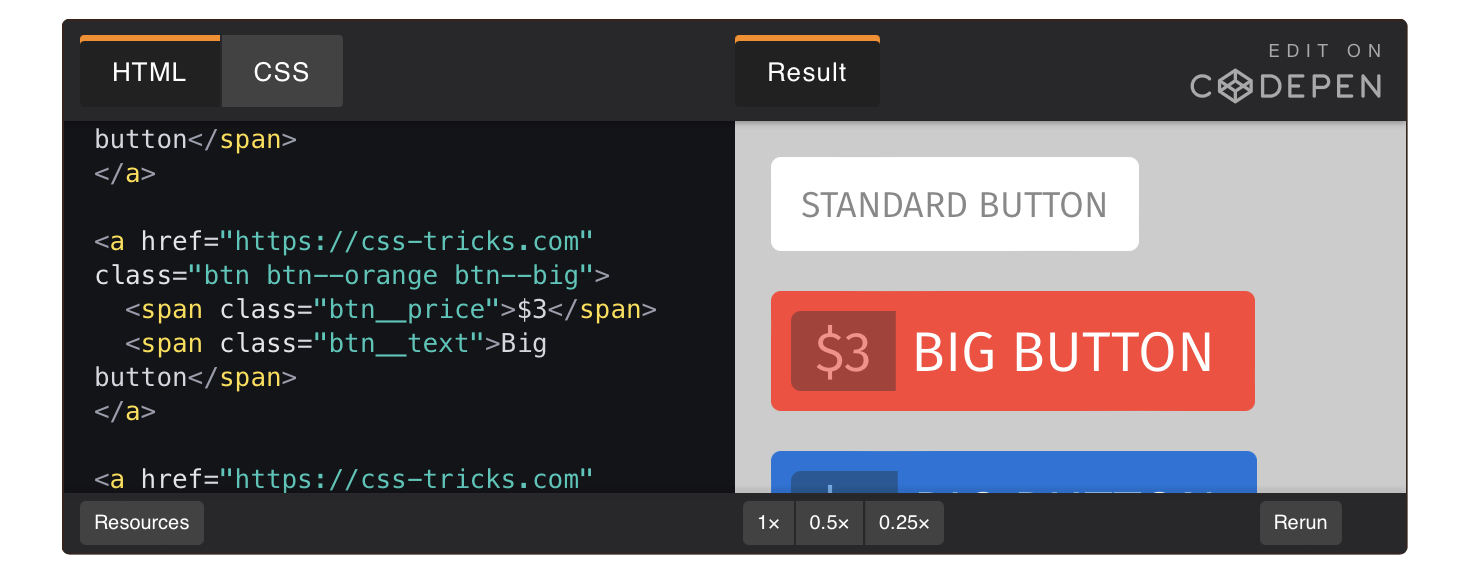 HTML
CSS
Result
EDIT ON
CODEPEN
button</span>
</a>
<a href="https://css-tricks.com"
class="btn btn--orange btn--big">
<span class="btn__price">$3</span>
<span class="btn__text">Big
button</span>
</a>
<a href="https://css-tricks.com"
STANDARD BUTTON
$3 BIG BUTTON
BIG BUTTON
Resources
1×
0.5×
0.25×
Rerun